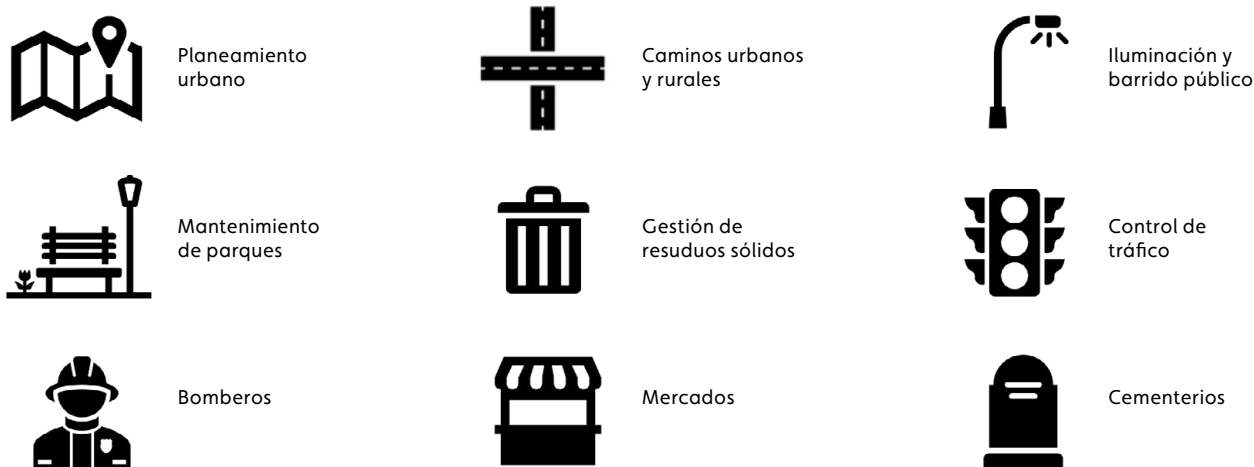 Planeamiento
urbano
Caminos urbanos
y rurales
Iluminación y
barrido público
Mantenimiento
de parques
Gestión de
resuduos sólidos
Control de
tráfico
Bomberos
Mercados
Cementerios